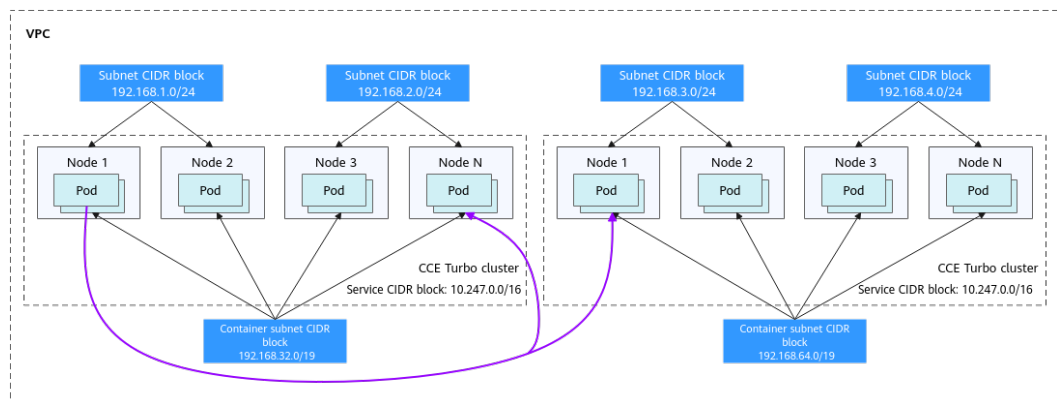 VPC
Subnet CIDR block
192.168.1.0/24
Subnet CIDR block
192.168.2.0/24
Subnet CIDR block
192.168.3.0/24
Subnet CIDR block
192.168.4.0/24
Node 1
Node 2
Node 3
Node N
Node 1
Node 2
Node 3
Node N
Pod
Pod
Pod
Pod
Pod
Pod
Pod
Pod
CCE Turbo cluster
Service CIDR block: 10.247.0.0/16
CCE Turbo cluster
Service CIDR block: 10.247.0.0/16
Container subnet CIDR
block
192.168.32.0/19
Container subnet CIDR
block
192.168.64.0/19